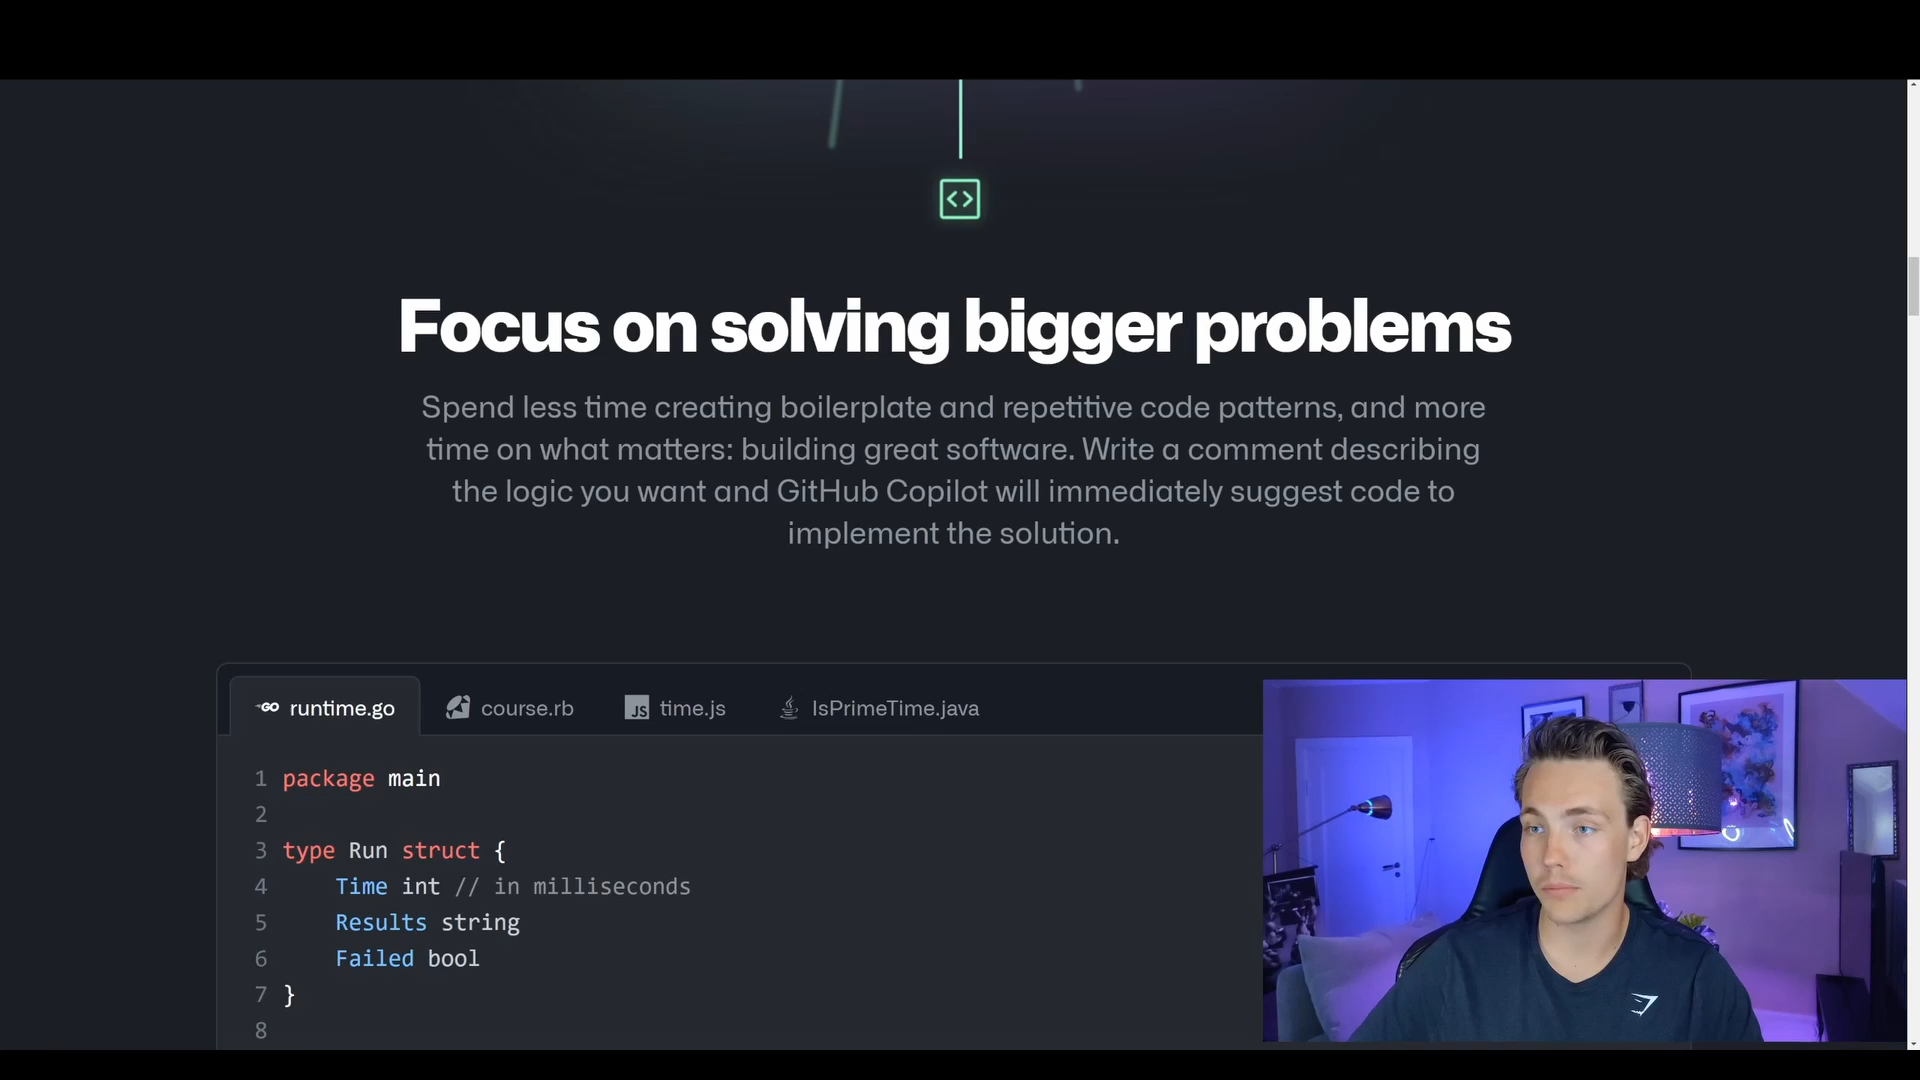 Focus on solving bigger problems
Spend less time creating boilerplate and repetitive code patterns, and more
time on what matters: building great software. Write a comment describing
the logic you want and GitHub Copilot will immediately suggest code to
implement the solution.
GO runtime.go JS course.rb time.js IsPrimeTime.java
1 package main
2
3 type Run struct {
4 Time int // in milliseconds
5 Results string
6 Failed bool
7 }
8